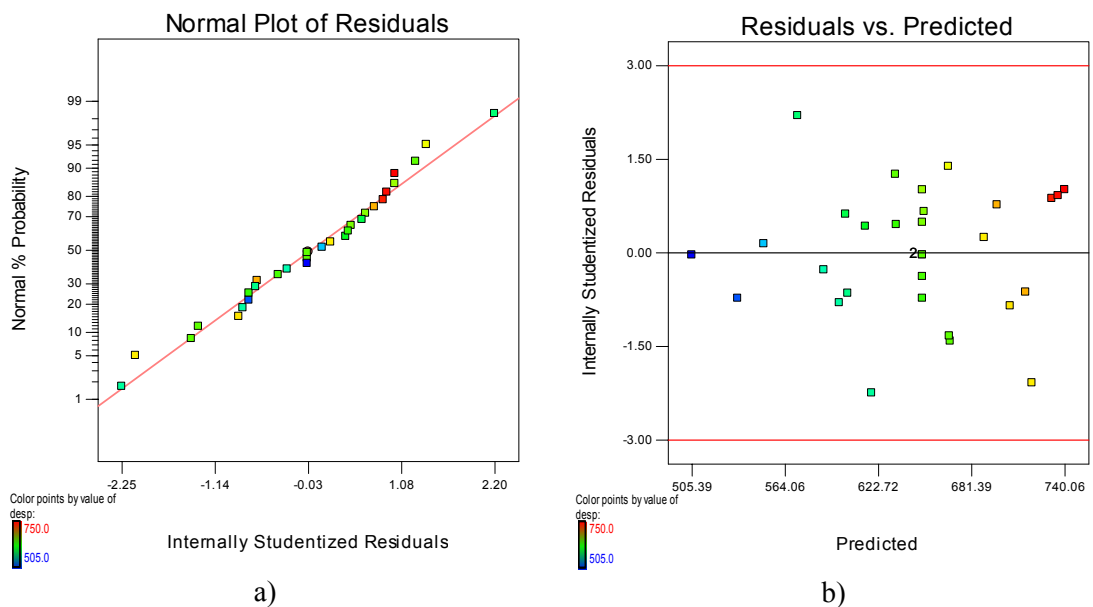 Normal Plot of Residuals
Normal % Probability
99
95
90
80
70
50
30
20
10
5
1
-2.25
-1.14
-0.03
1.08
2.20
Internally Studentized Residuals
Color points by value of
desp:
750.0
505.0
a)
Residuals vs. Predicted
Internally Studentized Residuals
3.00
1.50
0.00
-1.50
-3.00
2
505.39
564.06
622.72
681.39
740.06
Predicted
Color points by value of
desp:
750.0
505.0
b)